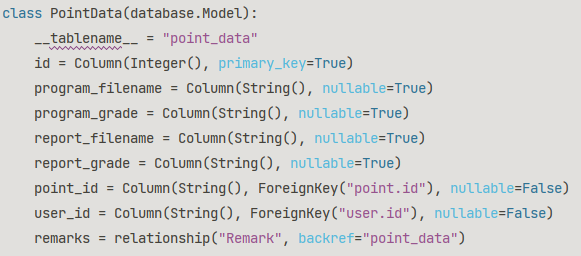 class PointData(database.Model):
    __tablename__ = "point_data"
    id = Column(Integer(), primary_key=True)
    program_filename = Column(String(), nullable=True)
    program_grade = Column(String(), nullable=True)
    report_filename = Column(String(), nullable=True)
    report_grade = Column(String(), nullable=True)
    point_id = Column(String(), ForeignKey("point.id"), nullable=False)
    user_id = Column(String(), ForeignKey("user.id"), nullable=False)
    remarks = relationship("Remark", backref="point_data")